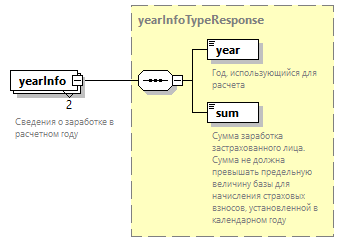 yearInfoTypeResponse
year
Год, использующийся для
расчета
yearInfo
2
Сведения о заработке в
расчетном году
sum
Сумма заработка
застрахованного лица.
Сумма не должна
превышать предельную
величину базы для
начисления страховых
взносов, установленной в
календарном году